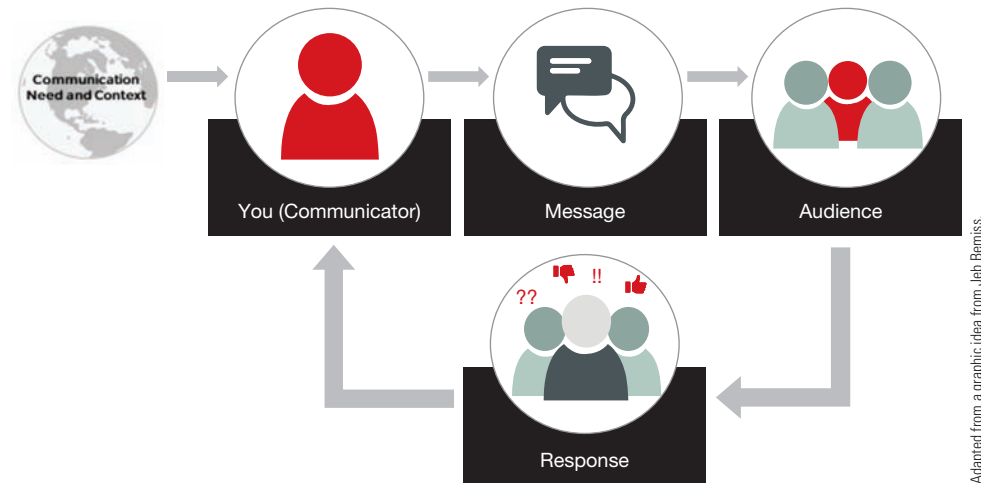 Communication
Need and Context
You (Communicator)
Message
Audience
??
!!
Response
Adapted from a graphic idea from Jeb Bemiss.